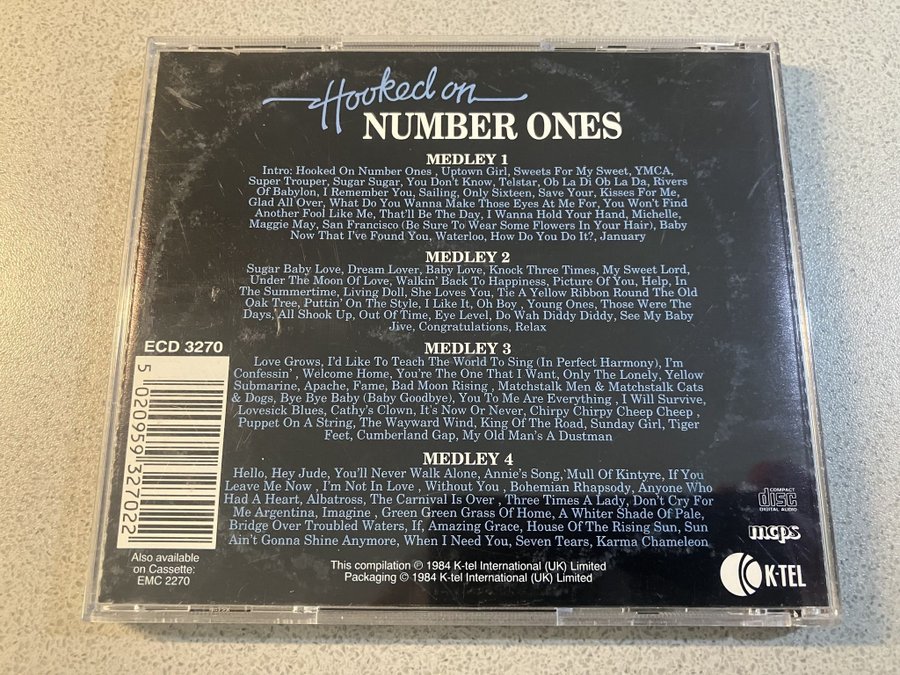 Hooked on
NUMBER ONES
MEDLEY 1
Intro: Hooked On Number Ones , Uptown Girl, Sweets For My Sweet, YMCA,
Super Trouper, Sugar Sugar, You Don't Know, Telstar, Ob La Di Ob La Da, Rivers
Of Babylon, I Remember You, Sailing, Only Sixteen, Save Your, Kisses For Me,
Glad All Over, What Do You Wanna Make Those Eyes At Me For, You Won't Find
Another Fool Like Me, That'll Be The Day, I Wanna Hold Your Hand, Michelle,
Maggie May, San Francisco (Be Sure To Wear Some Flowers In Your Hair), Baby
Now That I've Found You, Waterloo, How Do You Do It?, January
MEDLEY 2
Sugar Baby Love, Dream Lover, Baby Love, Knock Three Times, My Sweet Lord,
Under The Moon Of Love, Walkin' Back To Happiness, Picture Of You, Help, In
The Summertime, Living Doll, She Loves You, Tie A Yellow Ribbon Round The Old
Oak Tree, Puttin' On The Style, I Like It, Oh Boy , Young Ones, Those Were The
Days, All Shook Up, Out Of Time, Eye Level, Do Wah Diddy Diddy, See My Baby
Jive, Congratulations, Relax
MEDLEY 3
Love Grows, I'd Like To Teach The World To Sing (In Perfect Harmony), I'm
Confessin' , Welcome Home, You're The One That I Want, Only The Lonely, Yellow
Submarine, Apache, Fame, Bad Moon Rising , Matchstalk Men & Matchstalk Cats
& Dogs, Bye Bye Baby (Baby Goodbye), You To Me Are Everything , I Will Survive,
Lovesick Blues, Cathy's Clown, It's Now Or Never, Chirpy Chirpy Cheep Cheep ,
Puppet On A String, The Wayward Wind, King Of The Road, Sunday Girl, Tiger
Feet, Cumberland Gap, My Old Man's A Dustman
MEDLEY 4
Hello, Hey Jude, You'll Never Walk Alone, Annie's Song, Mull Of Kintyre, If You
Leave Me Now , I'm Not In Love , Without You , Bohemian Rhapsody, Anyone Who
Had A Heart, Albatross, The Carnival Is Over , Three Times A Lady, Don't Cry For
Me Argentina, Imagine , Green Green Grass Of Home, A Whiter Shade Of Pale,
Bridge Over Troubled Waters, If, Amazing Grace, House Of The Rising Sun, Sun
Ain't Gonna Shine Anymore, When I Need You, Seven Tears, Karma Chameleon
This compilation ℗ 1984 K-tel International (UK) Limited
Packaging © 1984 K-tel International (UK) Limited
ECD 3270
5 020959 327022
Also available
on Cassette:
EMC 2270
COMPACT
disc
DIGITAL AUDIO
mcps
K-TEL